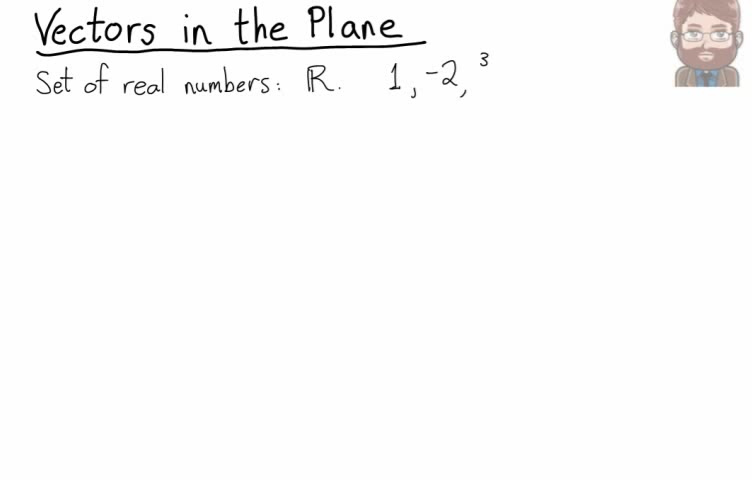 Vectors in the Plane
Set of real numbers: ℝ. 1, -2, ³